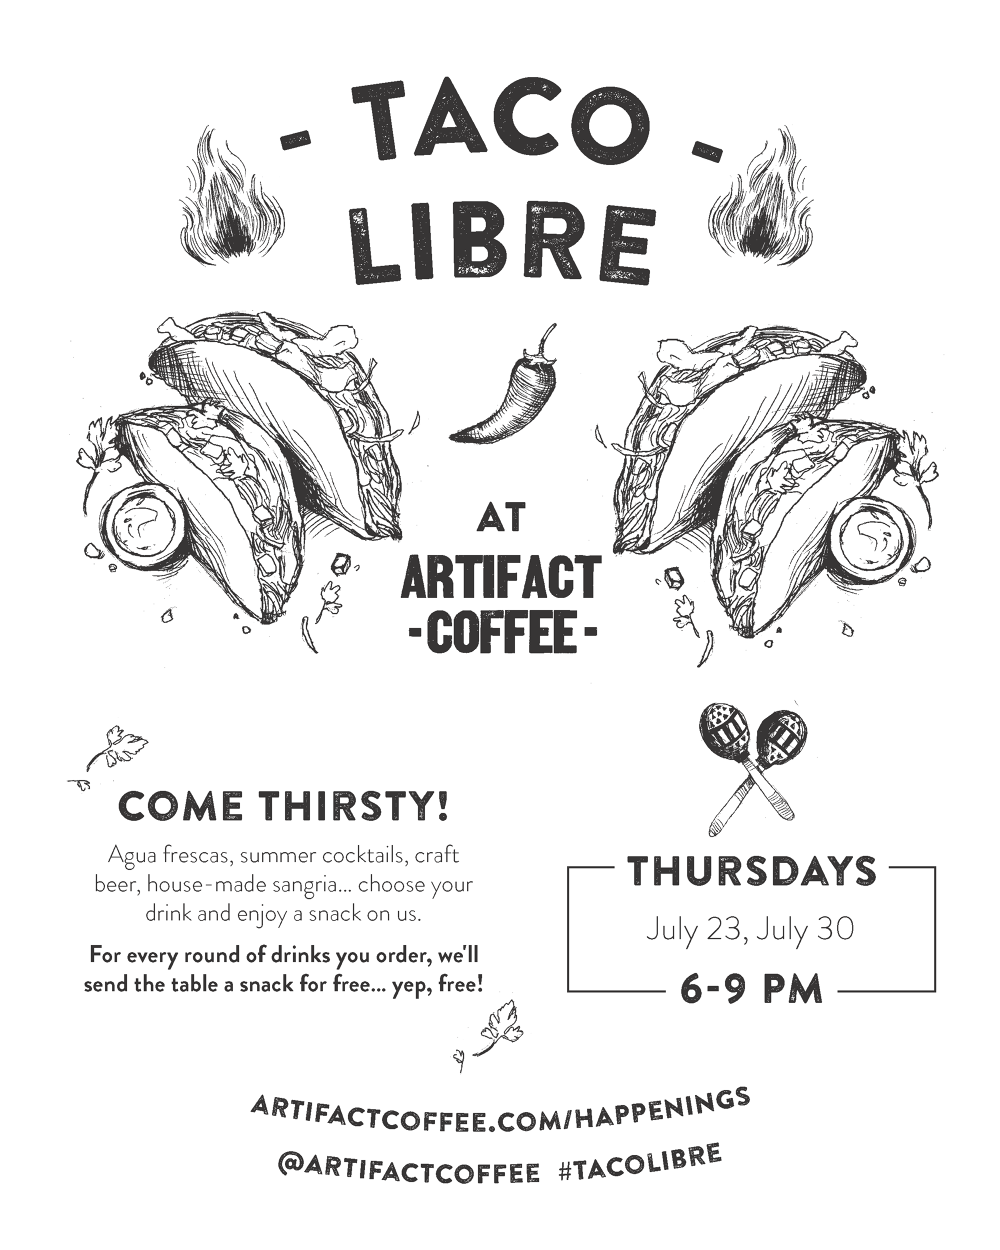 - TACO -
LIBRE
AT
ARTIFACT
-COFFEE-
COME THIRSTY!
Agua frescas, summer cocktails, craft
beer, house-made sangria... choose your
drink and enjoy a snack on us.
For every round of drinks you order, we'll
send the table a snack for free... yep, free!
THURSDAYS
July 23, July 30
6-9 PM
ARTIFACTCOFFEE.COM/HAPPENINGS
@ARTIFACTCOFFEE #TACOLIBRE